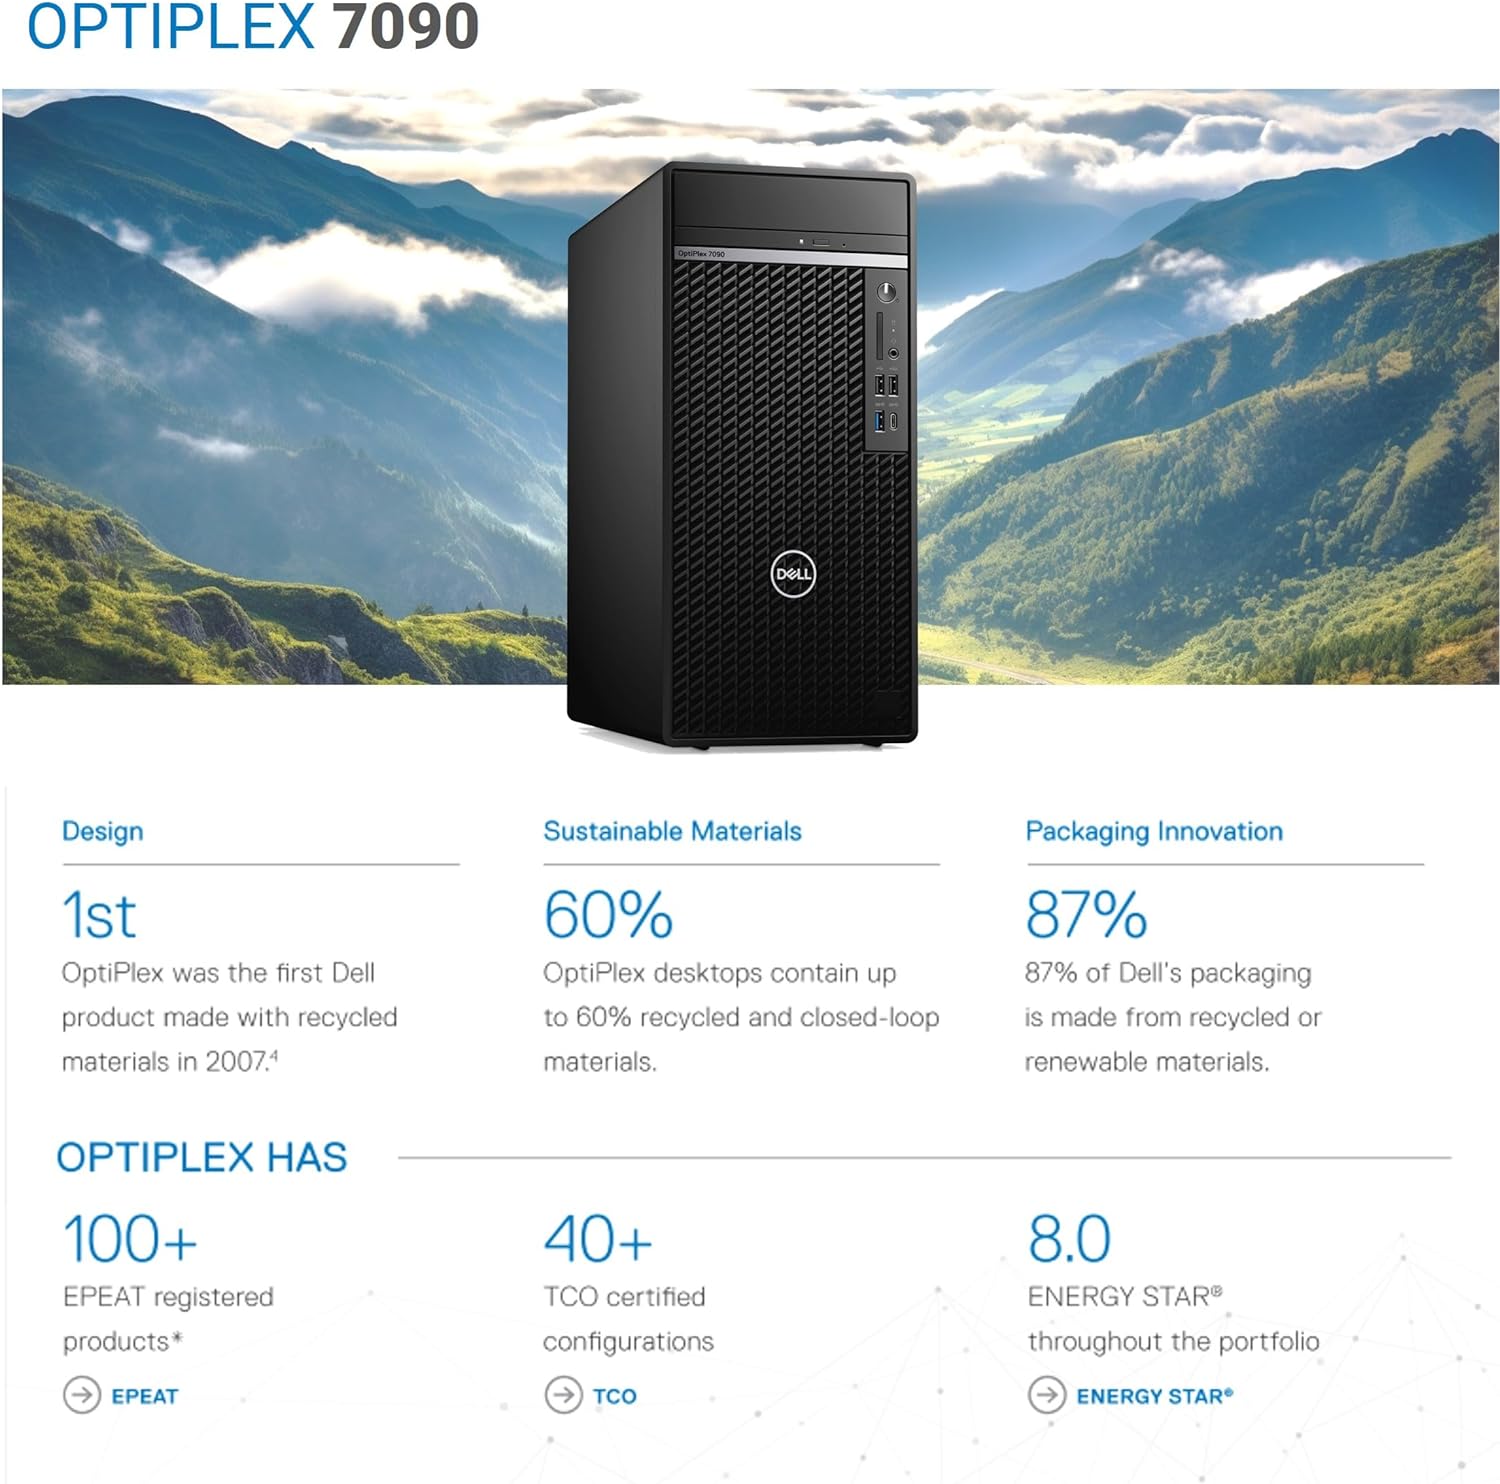 OPTIPLEX 7090
OptiPlex 7090
DELL
Design
1st
OptiPlex was the first Dell
product made with recycled
materials in 2007.⁴
Sustainable Materials
60%
OptiPlex desktops contain up
to 60% recycled and closed-loop
materials.
Packaging Innovation
87%
87% of Dell's packaging
is made from recycled or
renewable materials.
OPTIPLEX HAS
100+
EPEAT registered
products*
EPEAT
40+
TCO certified
configurations
TCO
8.0
ENERGY STAR®
throughout the portfolio
ENERGY STAR®